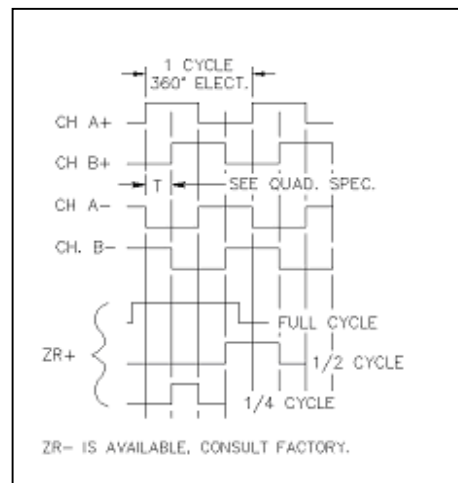 1 CYCLE
360° ELECT.
CH A+
CH B+
T
SEE QUAD. SPEC.
CH A-
CH. B-
FULL CYCLE
ZR+
1/2 CYCLE
1/4 CYCLE
ZR- IS AVAILABLE, CONSULT FACTORY.